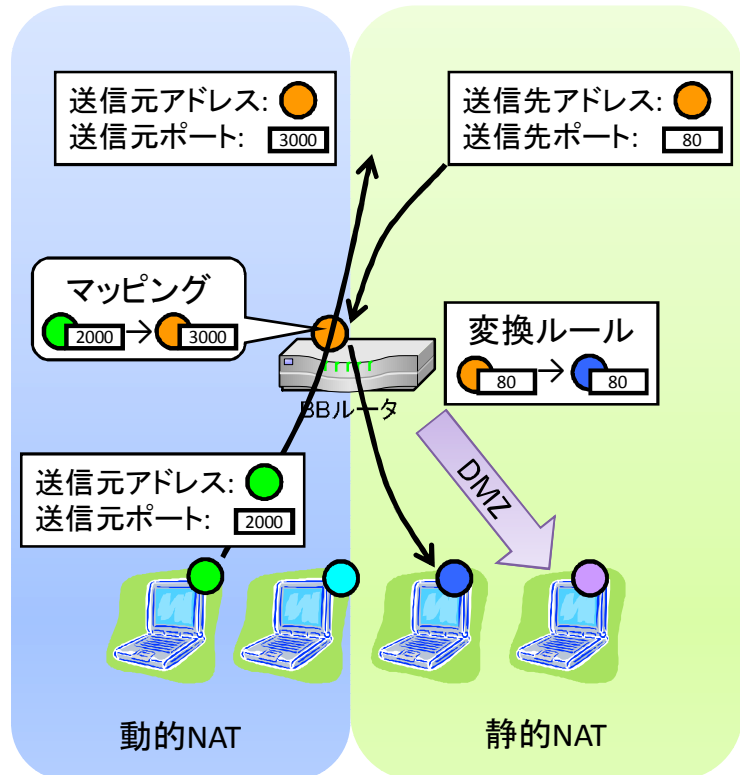 送信元アドレス:
送信元ポート: 3000
送信先アドレス:
送信先ポート: 80
マッピング
2000→3000
変換ルール
80→80
BBルータ
DMZ
送信元アドレス:
送信元ポート: 2000
動的NAT
静的NAT